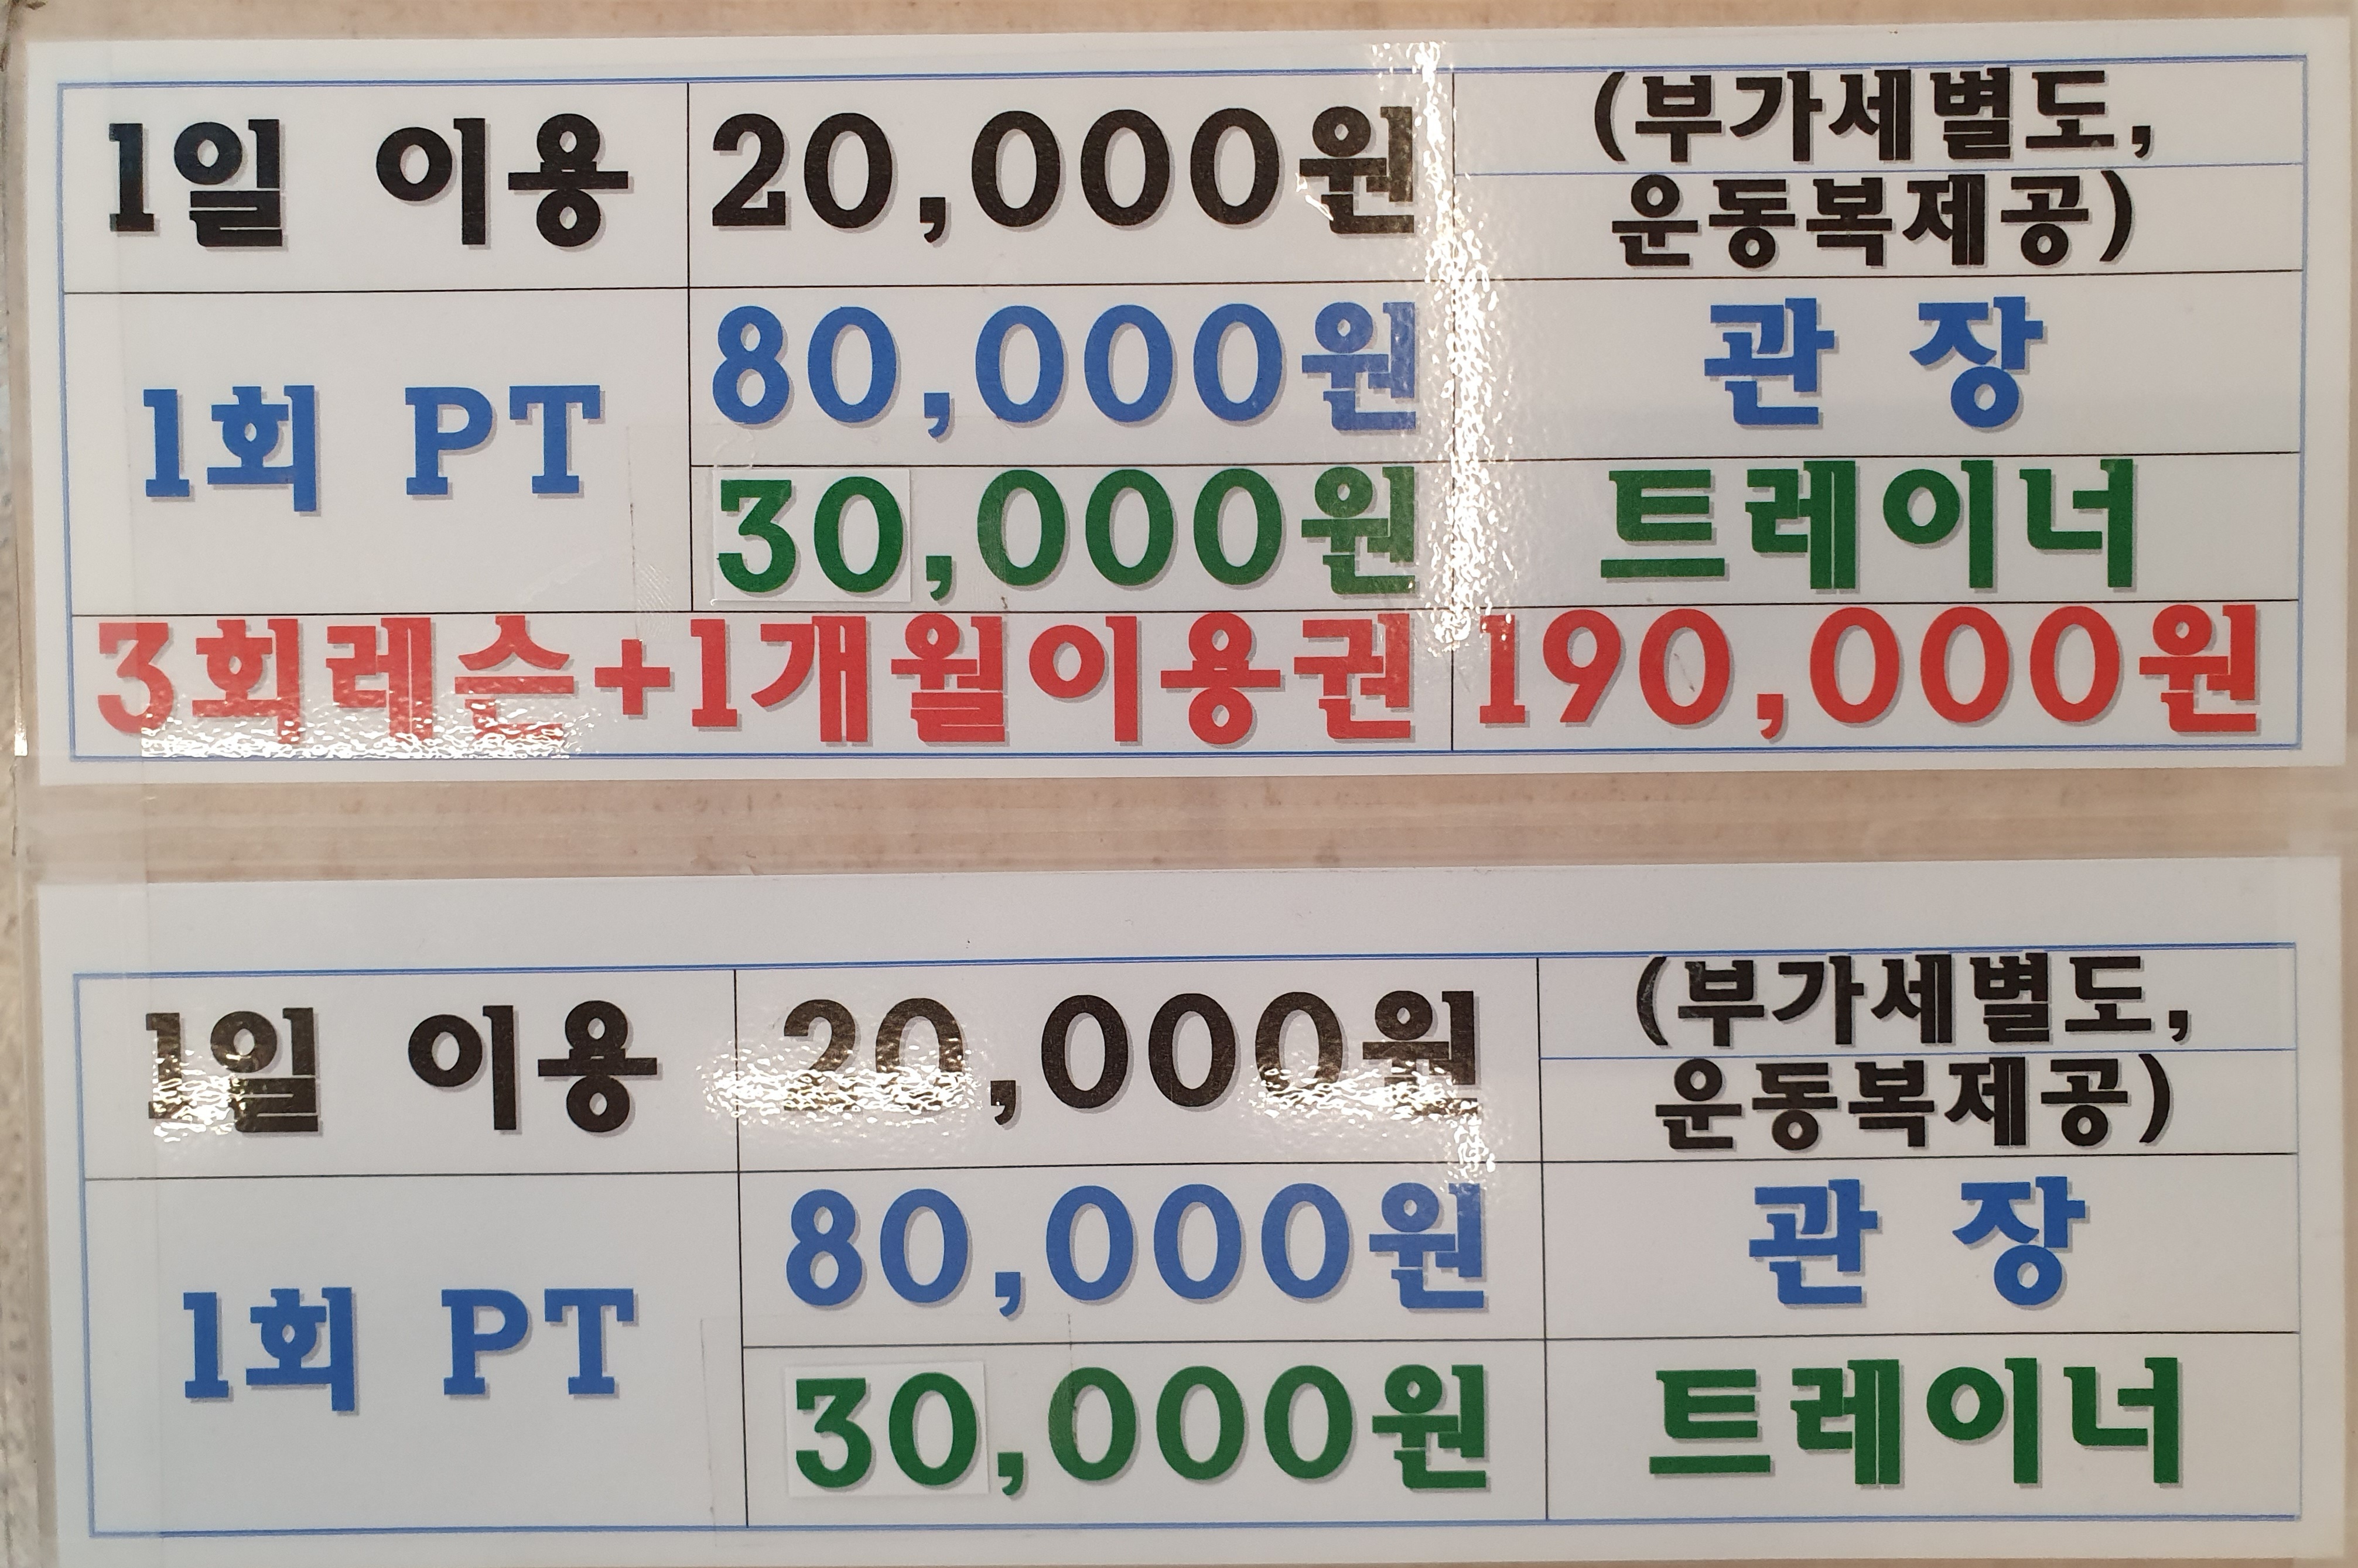 1일 이용 20,000원 (부가세별도,
운동복제공)
1회 PT 80,000원 관 장
30,000원 트레이너
3회레슨+1개월이용권 190,000원
1일 이용 20,000원 (부가세별도,
운동복제공)
1회 PT 80,000원 관 장
30,000원 트레이너